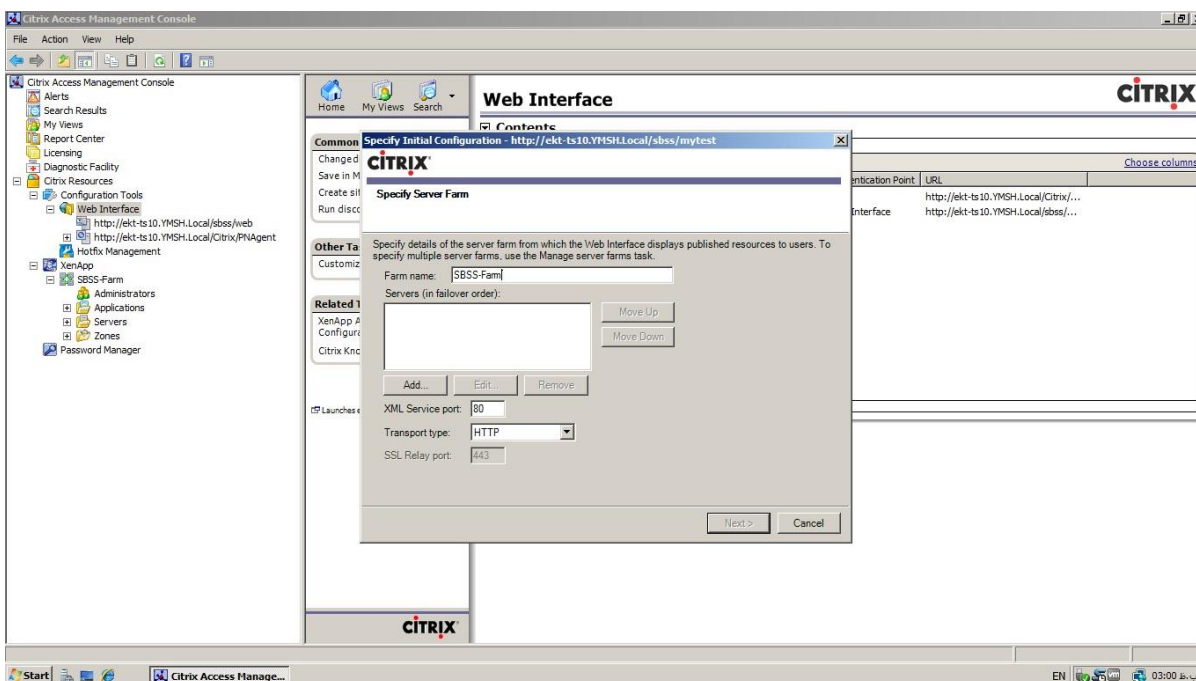 Citrix Access Management Console
File Action View Help
Citrix Access Management Console
Alerts
Search Results
My Views
Report Center
Licensing
Diagnostic Facility
Citrix Resources
Configuration Tools
Web Interface
http://ekt-ts10.YMSH.Local/sbss/web
http://ekt-ts10.YMSH.Local/Citrix/PNAgent
Hotfix Management
XenApp
SBSS-Farm
Administrators
Applications
Servers
Zones
Password Manager
Home My Views Search
Common
Changed
Save in M
Create sit
Run disco
Other Ta
Customiz
Related T
XenApp A
Configura
Citrix Kno
Launches e
CITRIX
Web Interface
CITRIX
Contents
Choose columns
entication Point URL
http://ekt-ts10.YMSH.Local/Citrix/...
Interface http://ekt-ts10.YMSH.Local/sbss/...
Specify Initial Configuration - http://ekt-ts10.YMSH.Local/sbss/mytest
CITRIX
Specify Server Farm
Specify details of the server farm from which the Web Interface displays published resources to users. To
specify multiple server farms, use the Manage server farms task.
Farm name: SBSS-Farm
Servers (in failover order):
Move Up
Move Down
Add... Edit... Remove
XML Service port: 80
Transport type: HTTP
SSL Relay port: 443
Next > Cancel
Start Citrix Access Manage... EN 03:00